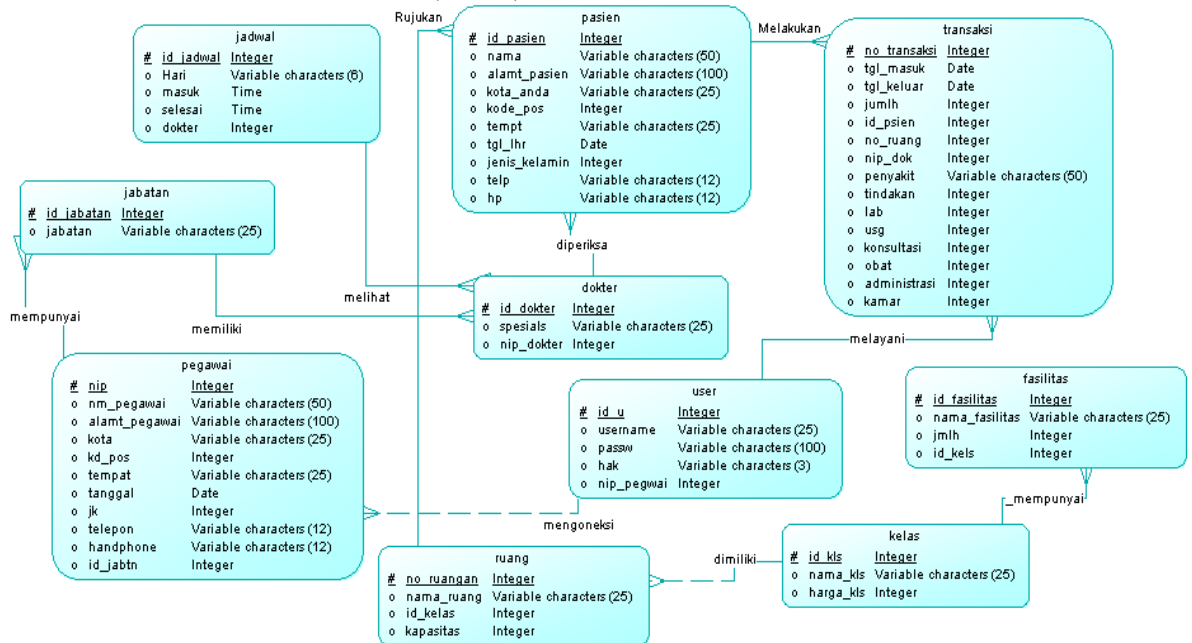 Rujukan
jadwal
# id_jadwal Integer
o Hari Variable characters (6)
o masuk Time
o selesai Time
o dokter Integer
pasien
# id_pasien Integer
o nama Variable characters (50)
o alamt_pasien Variable characters (100)
o kota_anda Variable characters (25)
o kode_pos Integer
o tempt Variable characters (25)
o tgl_lhr Date
o jenis_kelamin Integer
o telp Variable characters (12)
o hp Variable characters (12)
Melakukan
transaksi
# no_transaksi Integer
o tgl_masuk Date
o tgl_keluar Date
o jumlh Integer
o id_psien Integer
o no_ruang Integer
o nip_dok Integer
o penyakit Variable characters (50)
o tindakan Integer
o lab Integer
o usg Integer
o konsultasi Integer
o obat Integer
o administrasi Integer
o kamar Integer
jabatan
# id_jabatan Integer
o jabatan Variable characters (25)
diperiksa
melihat
mempunyai
memiliki
dokter
# id_dokter Integer
o spesials Variable characters (25)
o nip_dokter Integer
melayani
pegawai
# nip Integer
o nm_pegawai Variable characters (50)
o alamt_pegawai Variable characters (100)
o kota Variable characters (25)
o kd_pos Integer
o tempat Variable characters (25)
o tanggal Date
o jk Integer
o telepon Variable characters (12)
o handphone Variable characters (12)
o id_jabtn Integer
user
# id_u Integer
o username Variable characters (25)
o passw Variable characters (100)
o hak Variable characters (3)
o nip_pegwai Integer
fasilitas
# id_fasilitas Integer
o nama_fasilitas Variable characters (25)
o jmlh Integer
o id_kels Integer
mengoneksi
_mempunyai
ruang
# no_ruangan Integer
o nama_ruang Variable characters (25)
o id_kelas Integer
o kapasitas Integer
dimiliki
kelas
# id_kls Integer
o nama_kls Variable characters (25)
o harga_kls Integer